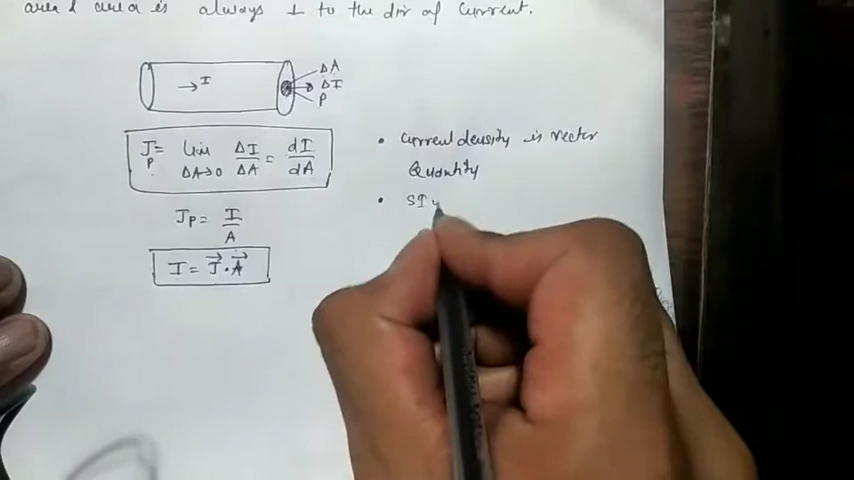 area & area is always ⊥ to the dir of current.
→I
ΔA
ΔI
P
J_P = Lim ΔA→0 ΔI/ΔA = dI/dA
J_P = I/A
I = J⃗·A⃗
• Current density is vector
Quantity
• SI